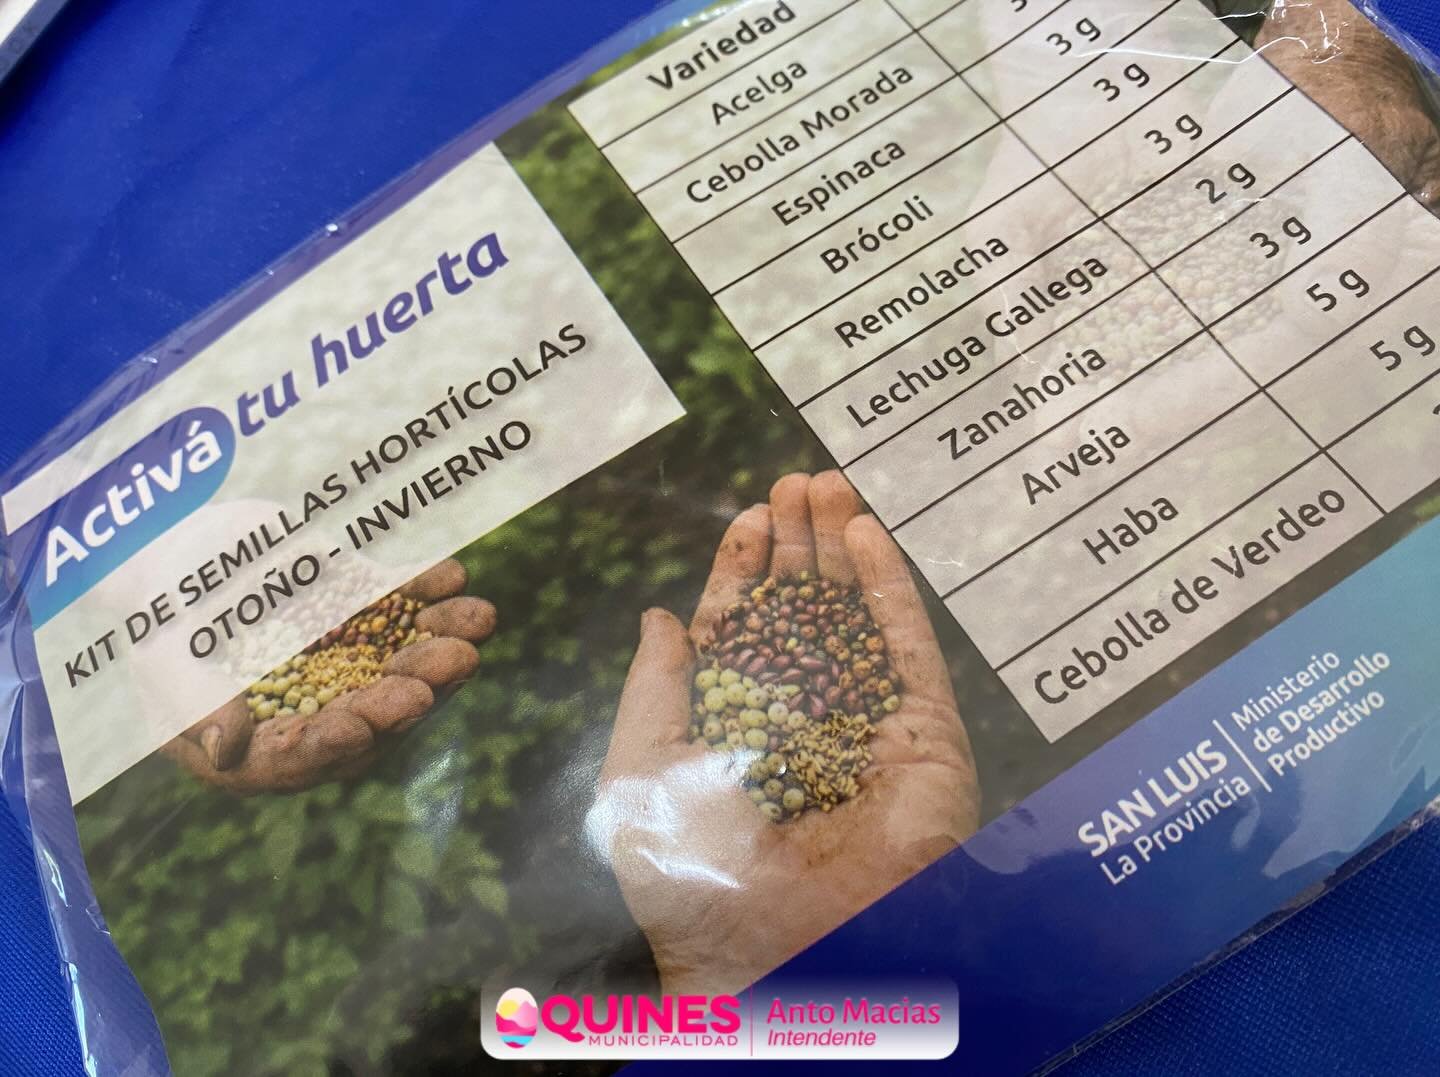 Activá tu huerta
KIT DE SEMILLAS HORTÍCOLAS
OTOÑO - INVIERNO
Variedad
Acelga
Cebolla Morada
Espinaca 3 g
Brócoli 3 g
Remolacha 3 g
Lechuga Gallega 2 g
Zanahoria 3 g
Arveja 5 g
Haba 5 g
Cebolla de Verdeo
SAN LUIS
La Provincia
Ministerio
de Desarrollo
Productivo
QUINES
MUNICIPALIDAD
Anto Macias
Intendente